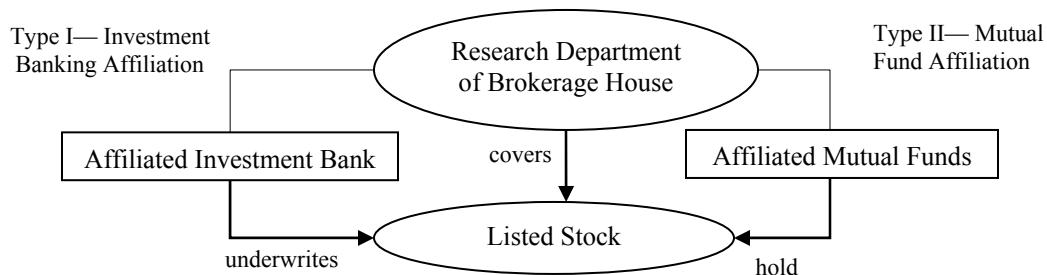 Type I— Investment
Banking Affiliation
Research Department
of Brokerage House
Type II— Mutual
Fund Affiliation
Affiliated Investment Bank
covers
Affiliated Mutual Funds
underwrites
Listed Stock
hold